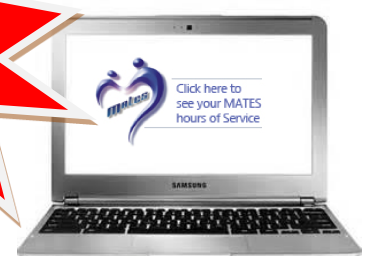 mates
Click here to
see your MATES
hours of Service
SAMSUNG